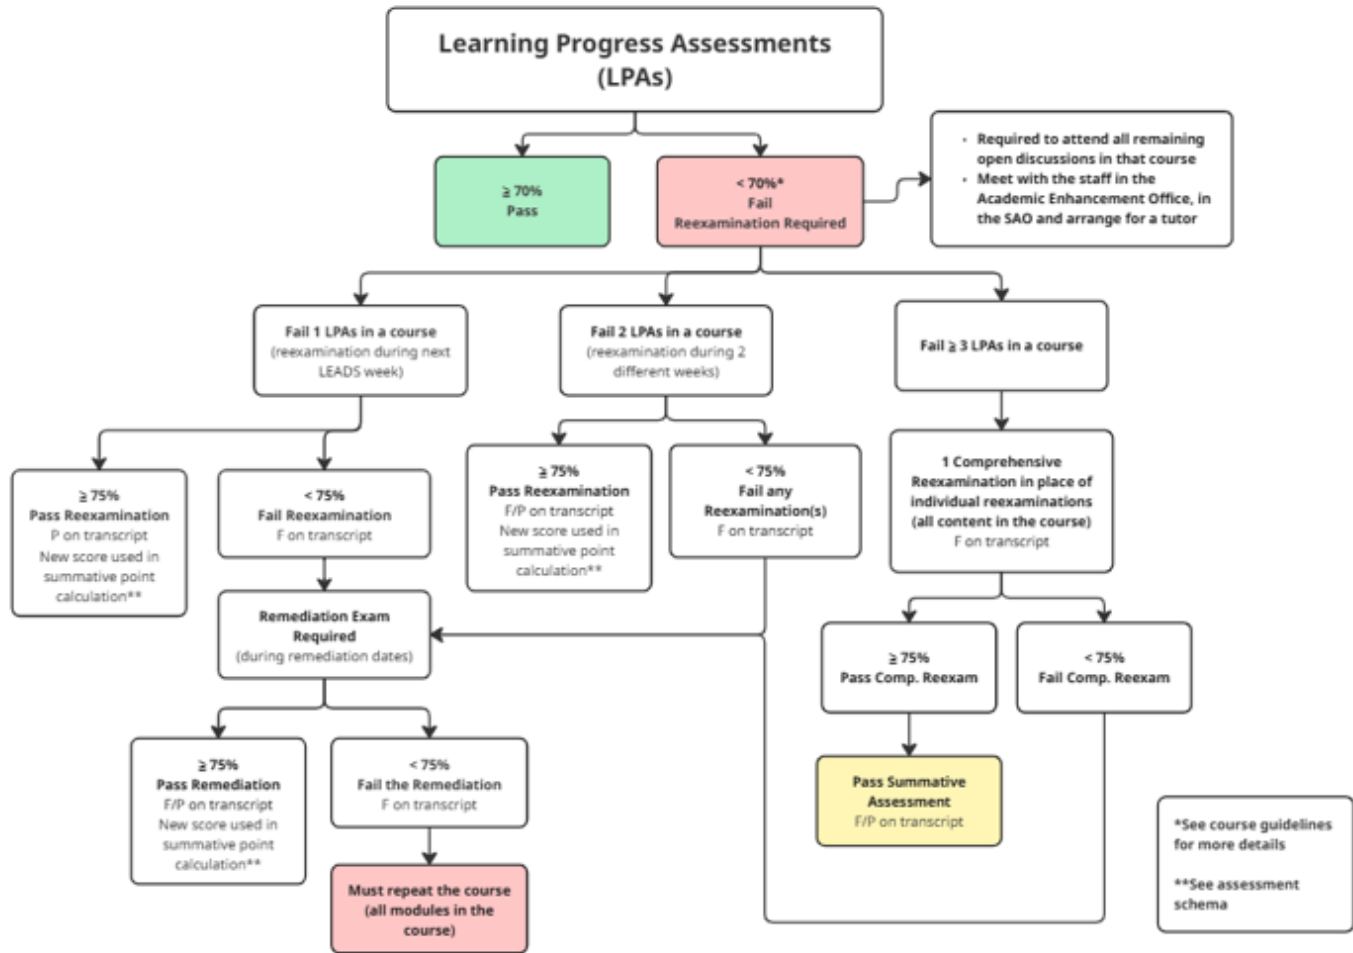 Learning Progress Assessments
(LPAs)
≧ 70%
Pass
< 70%*
Fail
Reexamination Required
• Required to attend all remaining
open discussions in that course
• Meet with the staff in the
Academic Enhancement Office, in
the SAO and arrange for a tutor
Fail 1 LPAs in a course
(reexamination during next
LEADS week)
Fail 2 LPAs in a course
(reexamination during 2
different weeks)
Fail ≧ 3 LPAs in a course
≧ 75%
Pass Reexamination
P on transcript
New score used in
summative point
calculation**
< 75%
Fail Reexamination
F on transcript
≧ 75%
Pass Reexamination
F/P on transcript
New score used in
summative point
calculation**
< 75%
Fail any
Reexamination(s)
F on transcript
1 Comprehensive
Reexamination in place of
individual reexaminations
(all content in the course)
F on transcript
Remediation Exam
Required
(during remediation dates)
≧ 75%
Pass Comp. Reexam
< 75%
Fail Comp. Reexam
≧ 75%
Pass Remediation
F/P on transcript
New score used in
summative point
calculation**
< 75%
Fail the Remediation
F on transcript
Pass Summative
Assessment
F/P on transcript
Must repeat the course
(all modules in the
course)
*See course guidelines
for more details
**See assessment
schema